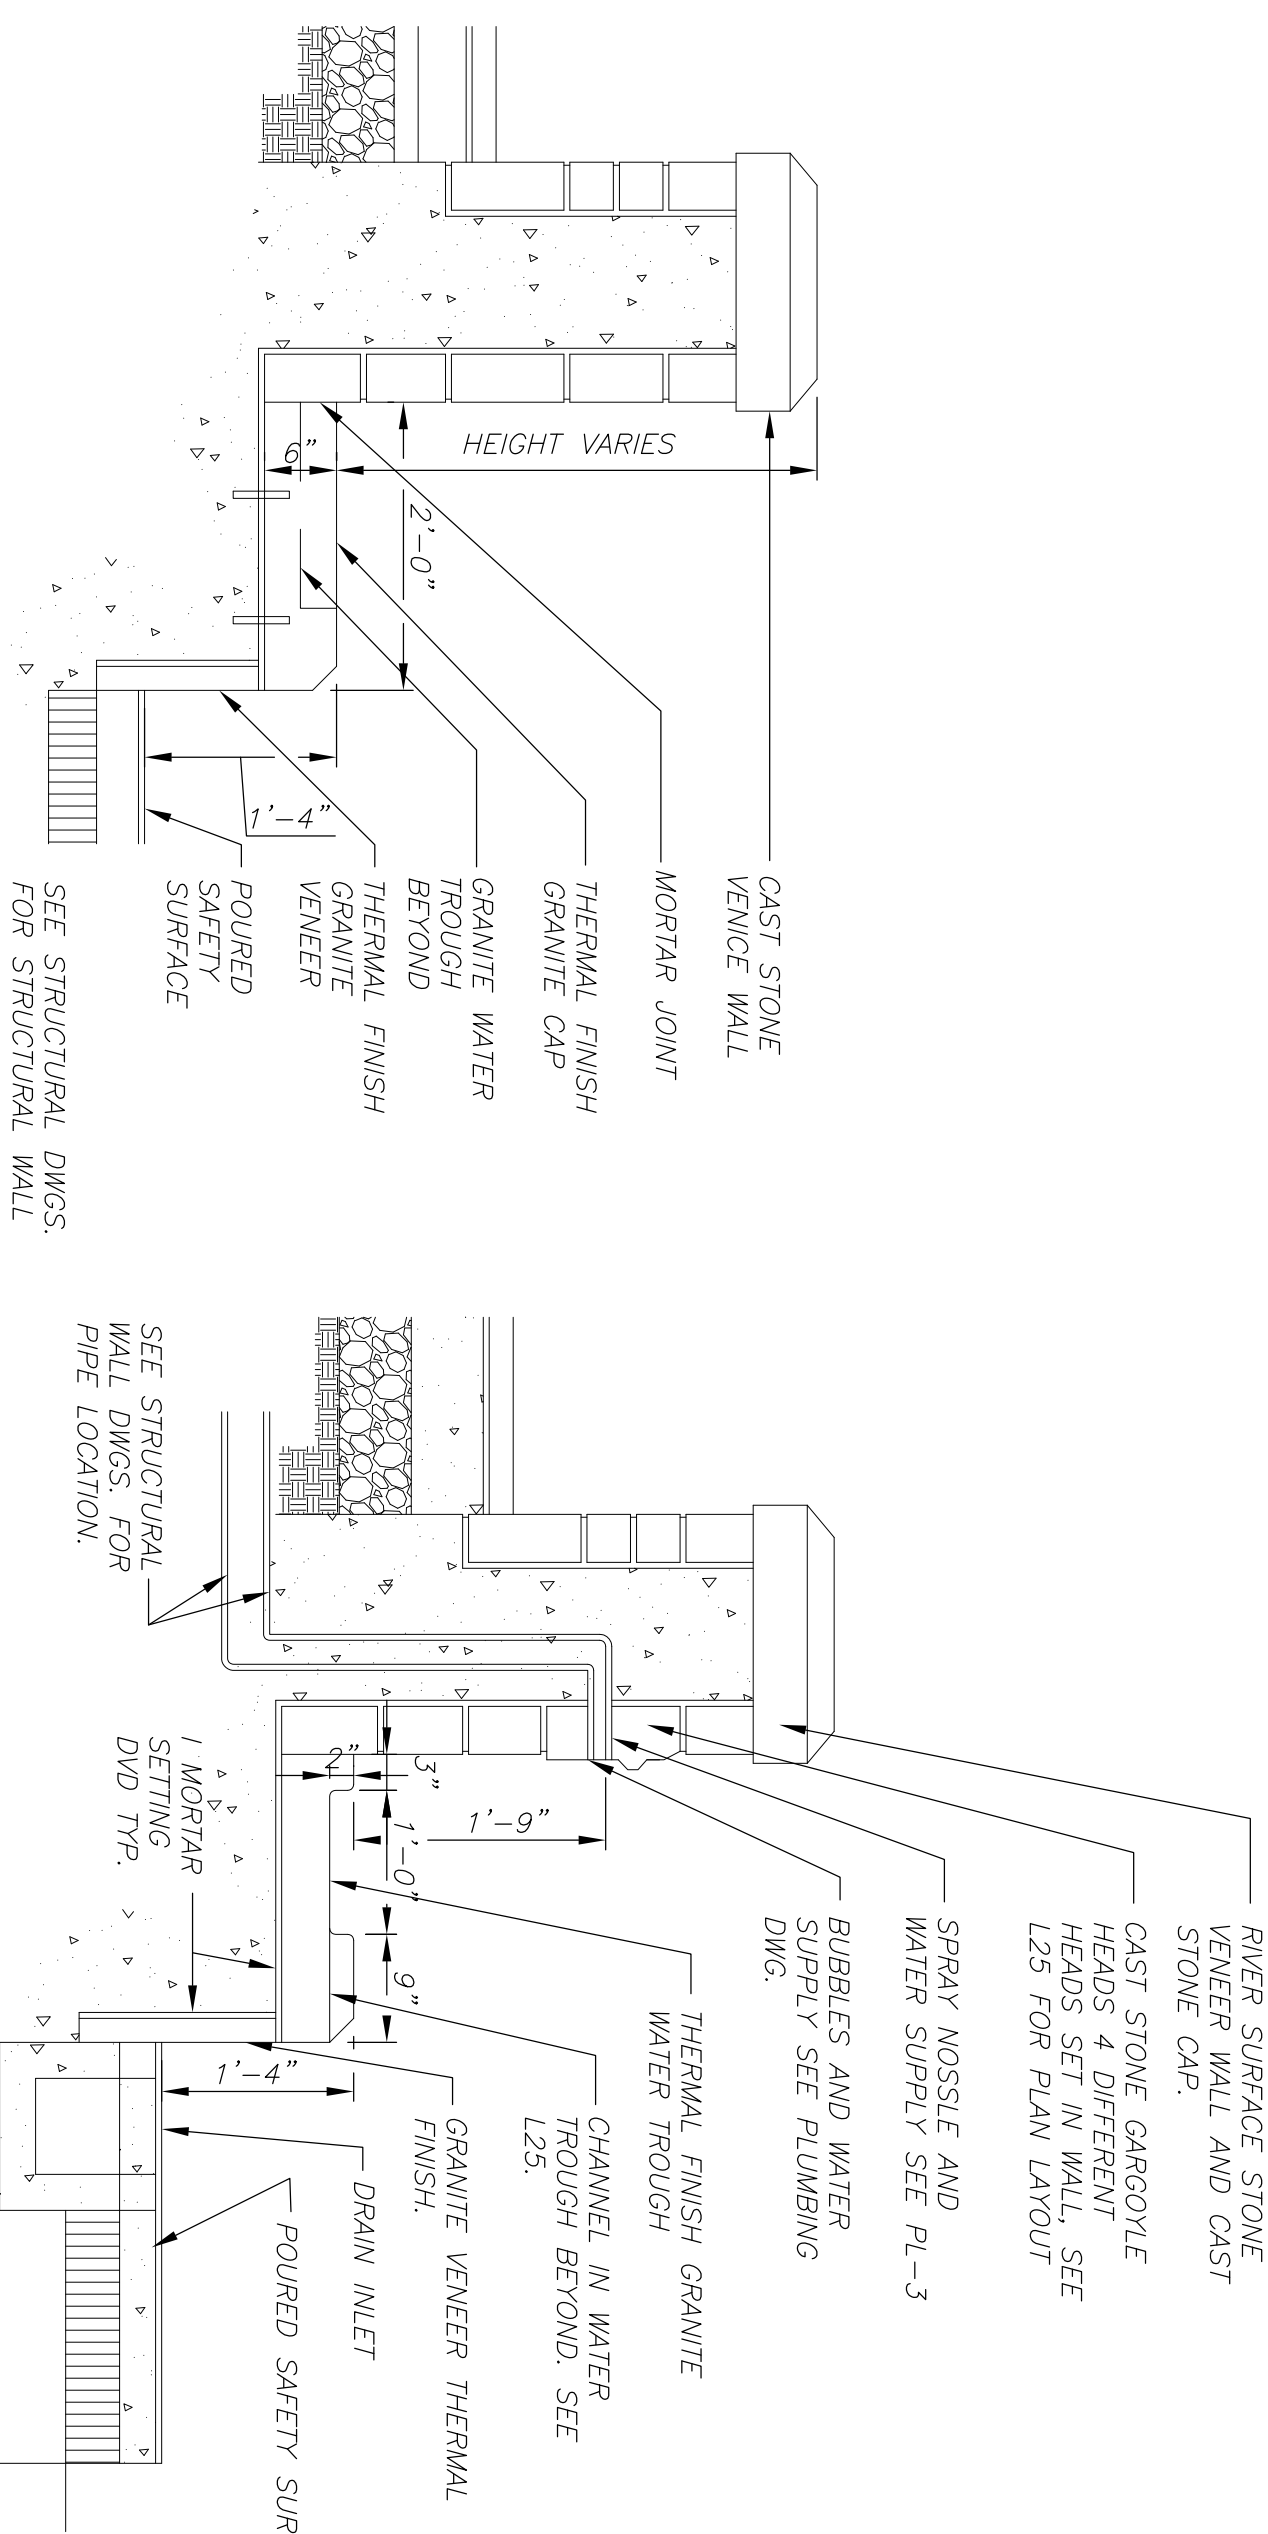 CAST STONE
VENICE WALL
MORTAR JOINT
THERMAL FINISH
GRANITE CAP
GRANITE WATER
TROUGH
BEYOND
THERMAL FINISH
GRANITE
VENEER
POURED
SAFETY
SURFACE
SEE STRUCTURAL DWGS.
FOR STRUCTURAL WALL
HEIGHT VARIES
6"
2'-0"
1'-4"
RIVER SURFACE STONE
VENEER WALL AND CAST
STONE CAP.
CAST STONE GARGOYLE
HEADS 4 DIFFERENT
HEADS SET IN WALL, SEE
L25 FOR PLAN LAYOUT
SPRAY NOSSLE AND
WATER SUPPLY SEE PL-3
BUBBLES AND WATER
SUPPLY SEE PLUMBING
DWG.
THERMAL FINISH GRANITE
WATER TROUGH
CHANNEL IN WATER
TROUGH BEYOND. SEE
L25.
GRANITE VENEER THERMAL
FINISH.
DRAIN INLET
POURED SAFETY SUR
SEE STRUCTURAL
WALL DWGS. FOR
PIPE LOCATION.
1 MORTAR
SETTING
DVD TYP.
2"
3"
1'-9"
1'-0"
9"
1'-4"